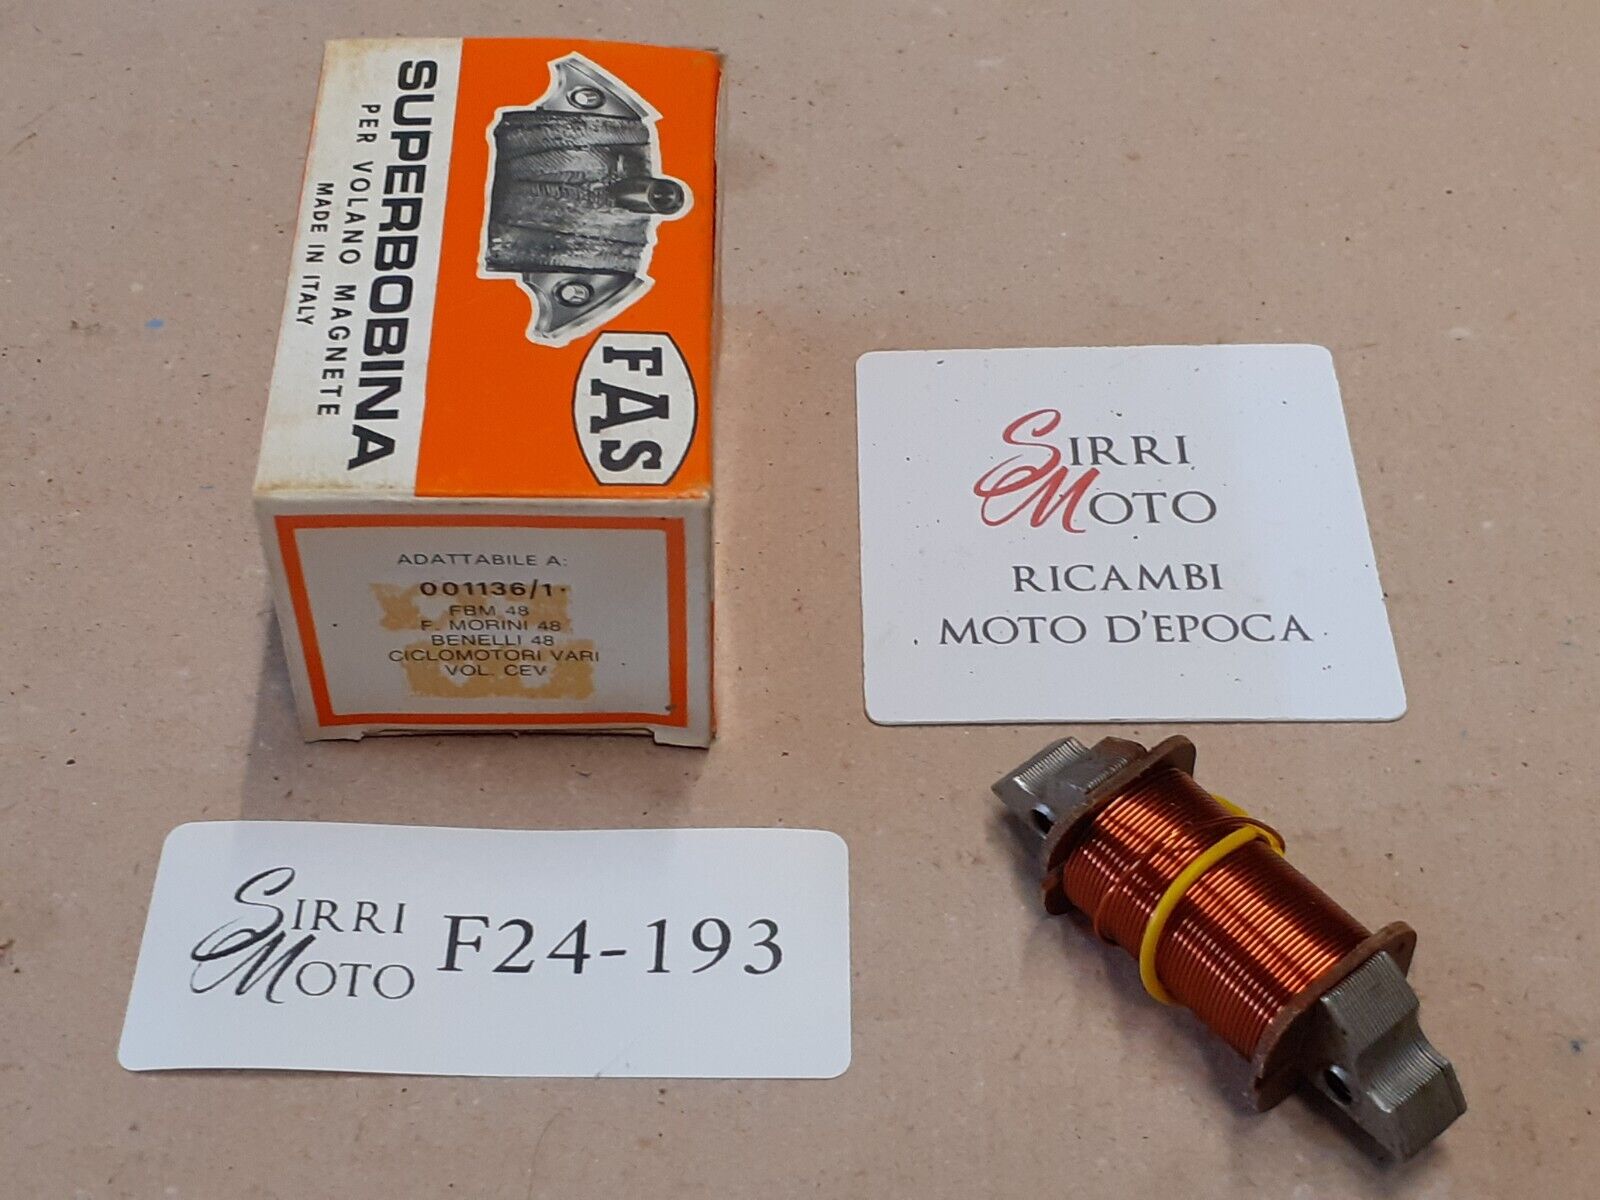 SUPERBOBINA
PER VOLANO MAGNETE
MADE IN ITALY
FAS
ADATTABILE A:
001136/1
FBM 48
F. MORINI 48
BENELLI 48
CICLOMOTORI VARI
VOL. CEV
SIRRI
MOTO
RICAMBI
MOTO D'EPOCA
SIRRI
MOTO
F24-193